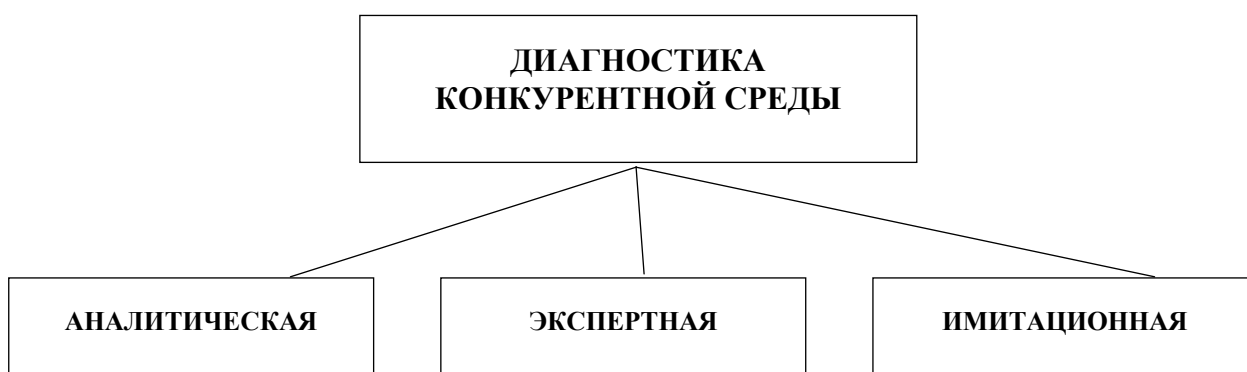 ДИАГНОСТИКА
КОНКУРЕНТНОЙ СРЕДЫ
АНАЛИТИЧЕСКАЯ
ЭКСПЕРТНАЯ
ИМИТАЦИОННАЯ